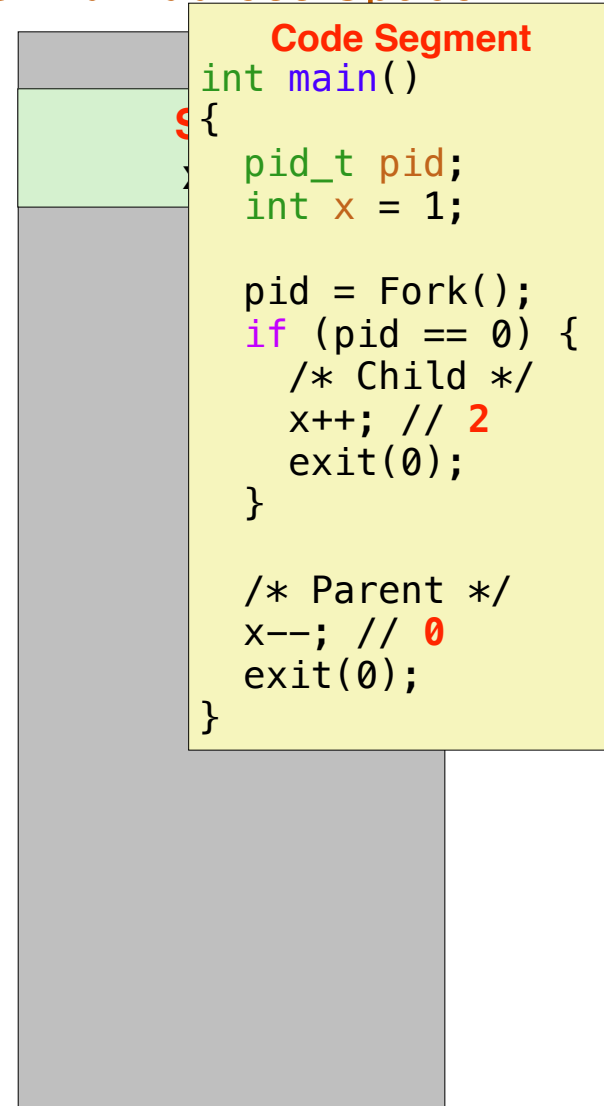 Code Segment
int main()
{
  pid_t pid;
  int x = 1;

  pid = Fork();
  if (pid == 0) {
    /* Child */
    x++; // 2
    exit(0);
  }

  /* Parent */
  x--; // 0
  exit(0);
}